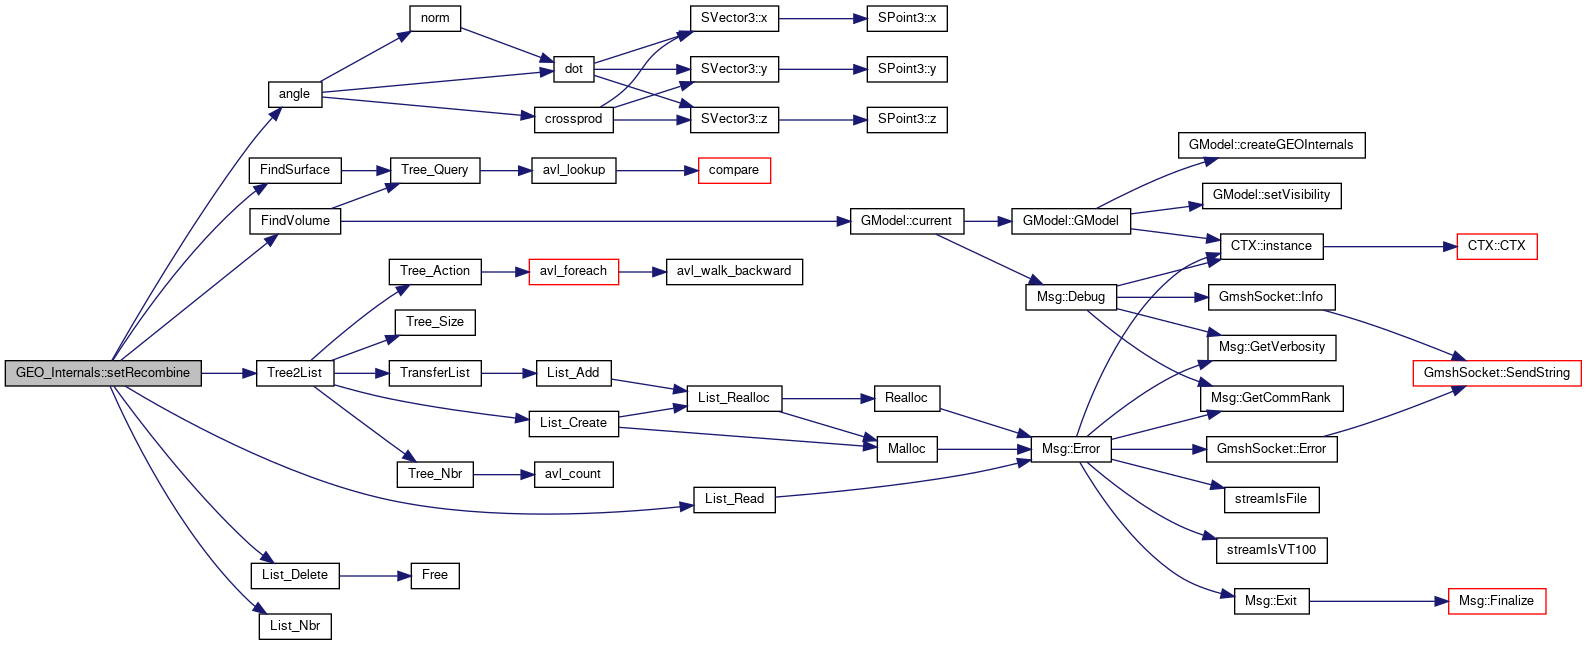 GEO_Internals::setRecombine
angle
norm
dot
crossprod
SVector3::x
SVector3::y
SVector3::z
SPoint3::x
SPoint3::y
SPoint3::z
FindSurface
FindVolume
Tree_Query
avl_lookup
compare
GModel::current
GModel::GModel
GModel::createGEOInternals
GModel::setVisibility
CTX::instance
CTX::CTX
Msg::Debug
GmshSocket::Info
Msg::GetVerbosity
Msg::GetCommRank
GmshSocket::SendString
Tree2List
Tree_Action
avl_foreach
avl_walk_backward
Tree_Size
TransferList
List_Add
List_Create
List_Realloc
Realloc
Malloc
Tree_Nbr
avl_count
List_Read
Msg::Error
GmshSocket::Error
streamIsFile
streamIsVT100
Msg::Exit
Msg::Finalize
List_Delete
Free
List_Nbr